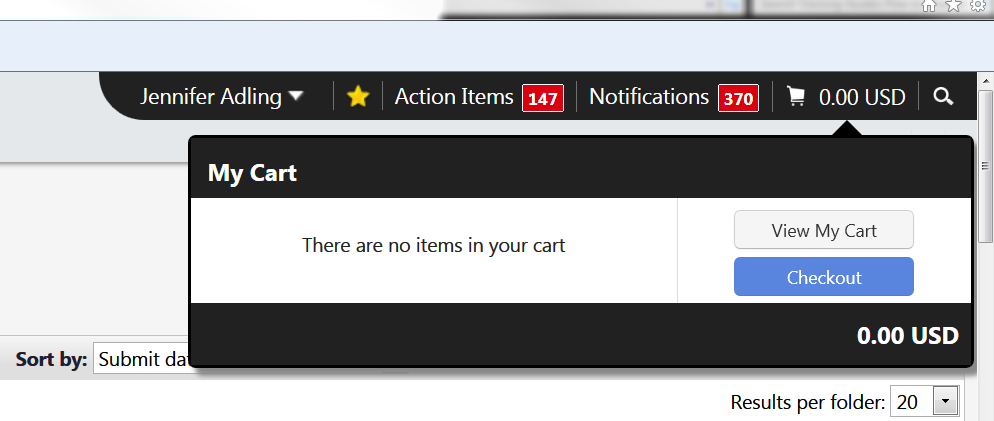 Jennifer Adling Action Items 147 Notifications 370 0.00 USD
My Cart
There are no items in your cart
View My Cart
Checkout
0.00 USD
Sort by: Submit
Results per folder: 20